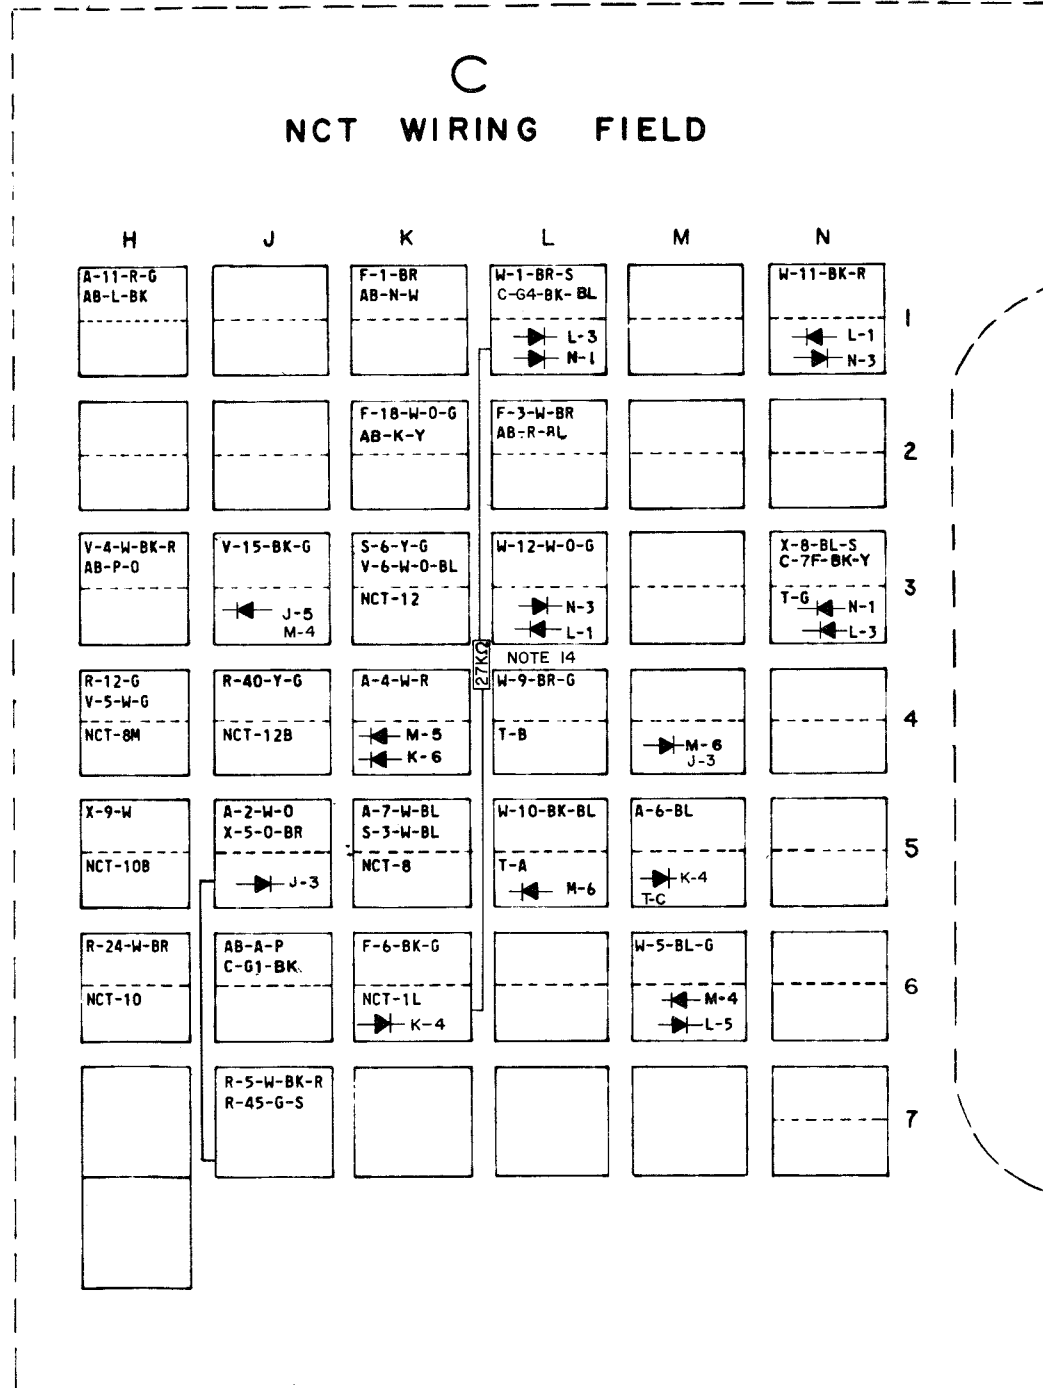 C
NCT WIRING FIELD
H J K L M N
A-11-R-G
AB-L-BK
F-1-BR
AB-N-W
W-1-BR-S
C-G4-BK-BL
L-3
N-1
W-11-BK-R
L-1
N-3
1
F-18-W-O-G
AB-K-Y
F-3-W-BR
AB-R-BL
2
V-4-W-BK-R
AB-P-O
V-15-BK-G
J-5
M-4
S-6-Y-G
V-6-W-O-BL
NCT-12
W-12-W-O-G
N-3
L-1
X-8-BL-S
C-7F-BK-Y
T-G
N-1
L-3
3
27KΩ
NOTE 14
R-12-G
V-5-W-G
NCT-8M
R-40-Y-G
NCT-12B
A-4-W-R
M-5
K-6
W-9-BR-G
T-B
M-6
J-3
4
X-9-W
NCT-10B
A-2-W-O
X-5-O-BR
J-3
A-7-W-BL
S-3-W-BL
NCT-8
W-10-BK-BL
T-A
M-6
A-6-BL
K-4
T-C
5
R-24-W-BR
NCT-10
AB-A-P
C-G1-BK
F-6-BK-G
NCT-1L
K-4
W-5-BL-G
M-4
L-5
6
R-5-W-BK-R
R-45-G-S
7